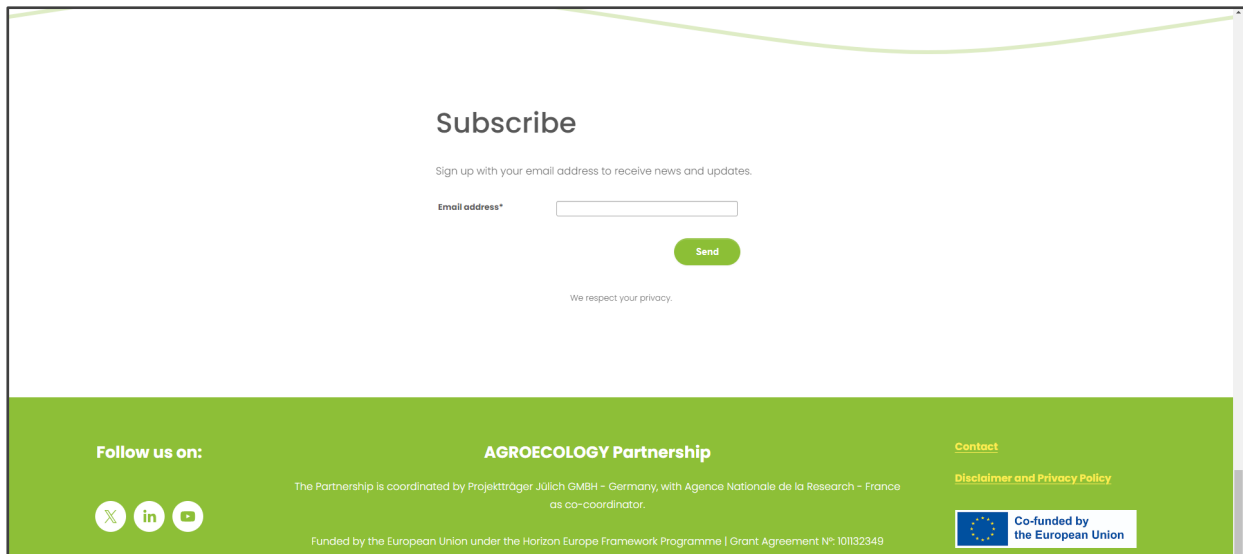 Subscribe
Sign up with your email address to receive news and updates.
Email address*
Send
We respect your privacy.
Follow us on:
in
AGROECOLOGY Partnership
The Partnership is coordinated by Projektträger Jülich GMBH - Germany, with Agence Nationale de la Research - France
as co-coordinator.
Funded by the European Union under the Horizon Europe Framework Programme | Grant Agreement Nº: 101132349
Contact
Disclaimer and Privacy Policy
Co-funded by
the European Union